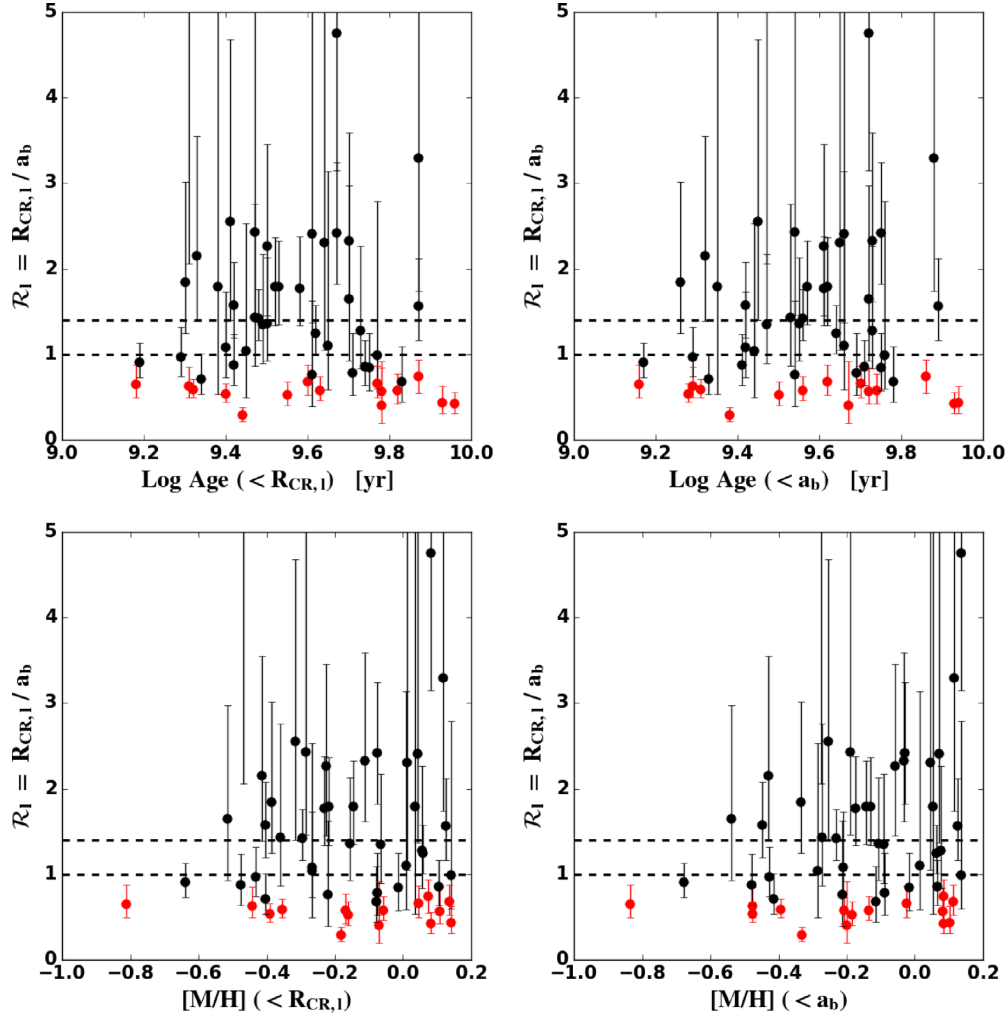 5
4
3
2
1
0
ℛ₁ = R_CR,1 / a_b
9.0 9.2 9.4 9.6 9.8 10.0
Log Age (< R_CR,1) [yr]
5
4
3
2
1
0
ℛ₁ = R_CR,1 / a_b
9.0 9.2 9.4 9.6 9.8 10.0
Log Age (< a_b) [yr]
5
4
3
2
1
0
ℛ₁ = R_CR,1 / a_b
−1.0 −0.8 −0.6 −0.4 −0.2 0.0 0.2
[M/H] (< R_CR,1)
5
4
3
2
1
0
ℛ₁ = R_CR,1 / a_b
−1.0 −0.8 −0.6 −0.4 −0.2 0.0 0.2
[M/H] (< a_b)